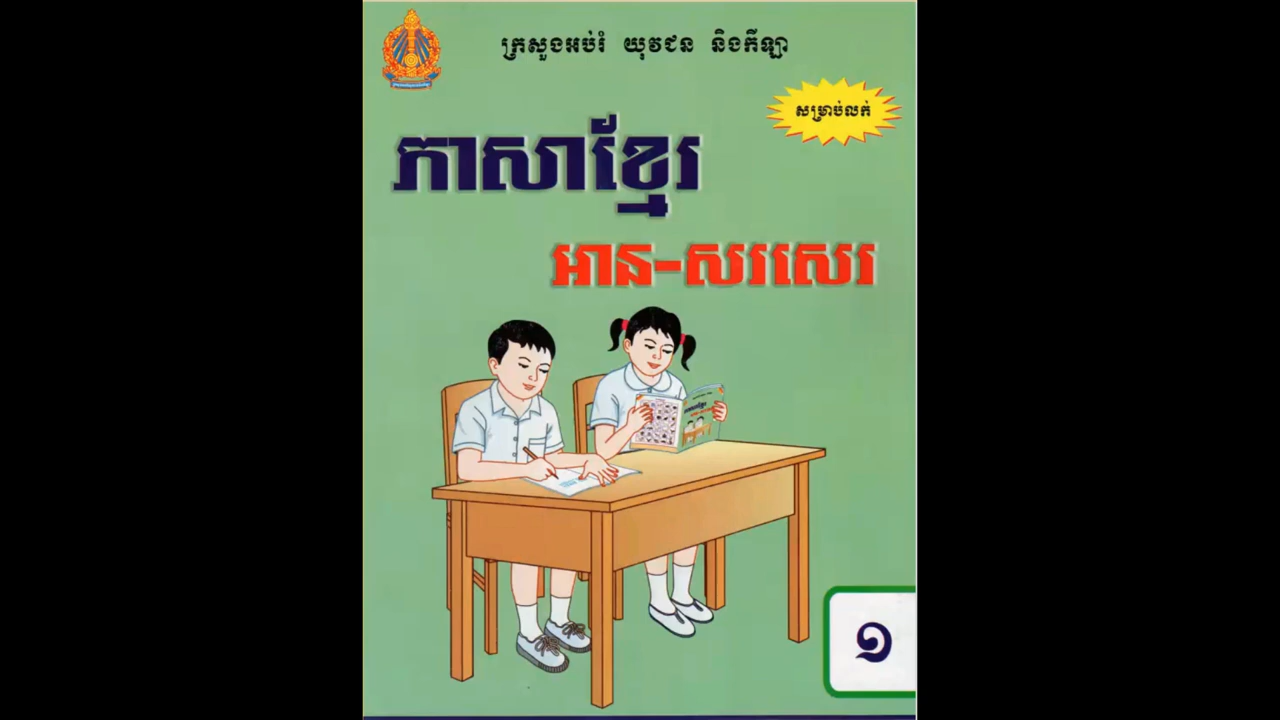 ក្រសួងអប់រំ យុវជន និងកីឡា
សម្រាប់លក់
ភាសាខ្មែរ
អាន-សរសេរ
១